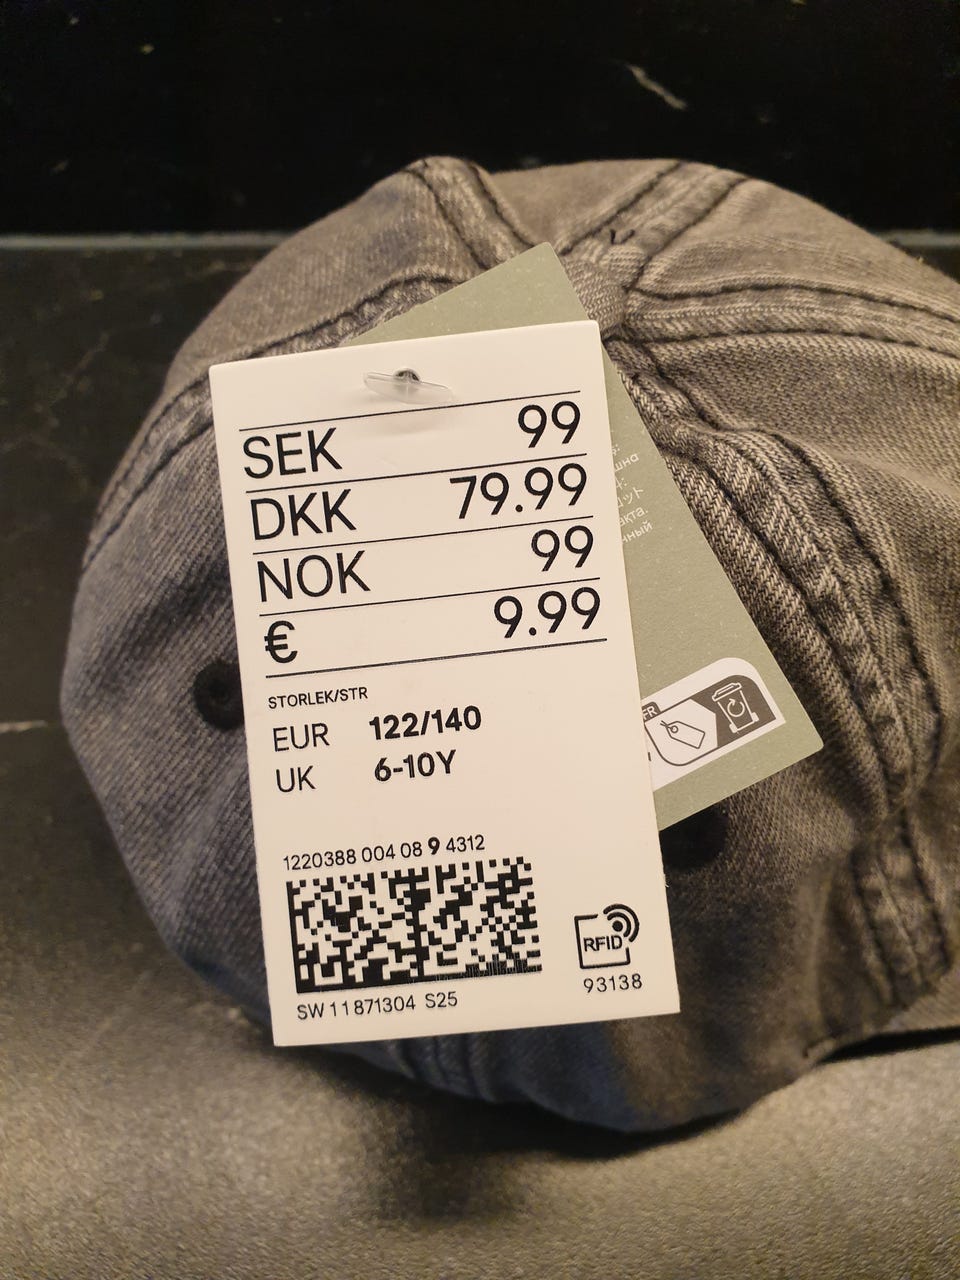 SEK 99
DKK 79.99
NOK 99
€ 9.99
STORLEK/STR
EUR 122/140
UK 6-10Y
1220388 004 08 9 4312
SW 11871304 S25
RFID
93138
FR